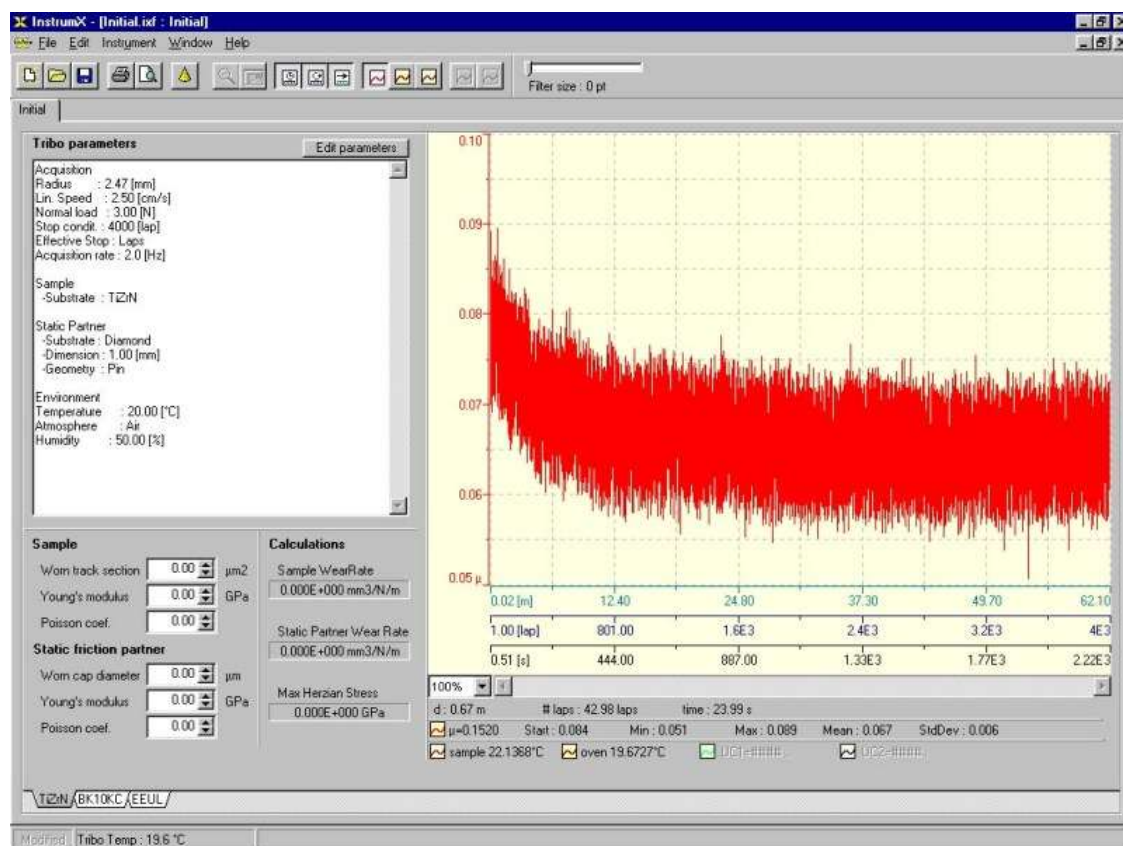 InstrumX - [Initial.ixf : Initial]
File Edit Instrument Window Help
Filter size : 0 pt
Initial
Tribo parameters
Edit parameters
Acquisition
Radius : 2.47 [mm]
Lin. Speed : 2.50 [cm/s]
Normal load : 3.00 [N]
Stop condit. : 4000 [lap]
Effective Stop : Laps
Acquisition rate : 2.0 [Hz]
Sample
-Substrate : TiZrN
Static Partner
-Substrate : Diamond
-Dimension : 1.00 [mm]
-Geometry : Pin
Environment
Temperature : 20.00 [°C]
Atmosphere : Air
Humidity : 50.00 [%]
Sample
Worn track section 0.00 µm2
Young's modulus 0.00 GPa
Poisson coef. 0.00
Static friction partner
Worn cap diameter 0.00 µm
Young's modulus 0.00 GPa
Poisson coef. 0.00
Calculations
Sample WearRate
0.000E+000 mm3/N/m
Static Partner Wear Rate
0.000E+000 mm3/N/m
Max Herzian Stress
0.000E+000 GPa
0.10
0.09
0.08
0.07
0.06
0.05 µ
0.02 [m] 12.40 24.80 37.30 49.70 62.10
1.00 [lap] 801.00 1.6E3 2.4E3 3.2E3 4E3
0.51 [s] 444.00 887.00 1.33E3 1.77E3 2.22E3
100%
d : 0.67 m # laps : 42.98 laps time : 23.99 s
µ=0.1520 Start : 0.084 Min : 0.051 Max : 0.089 Mean : 0.067 StdDev : 0.006
sample 22.1368°C oven 19.6727°C UC1=####. UC2=####.
TiZrN BK10KC EEUL
Modified Tribo Temp : 19.6 °C